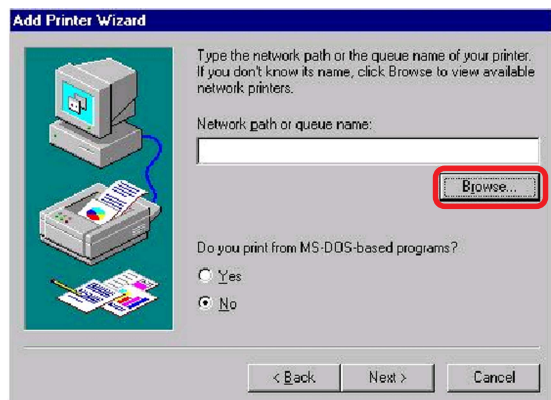 Add Printer Wizard
Type the network path or the queue name of your printer.
If you don't know its name, click Browse to view available
network printers.
Network path or queue name:
Browse...
Do you print from MS-DOS-based programs?
Yes
No
< Back
Next >
Cancel